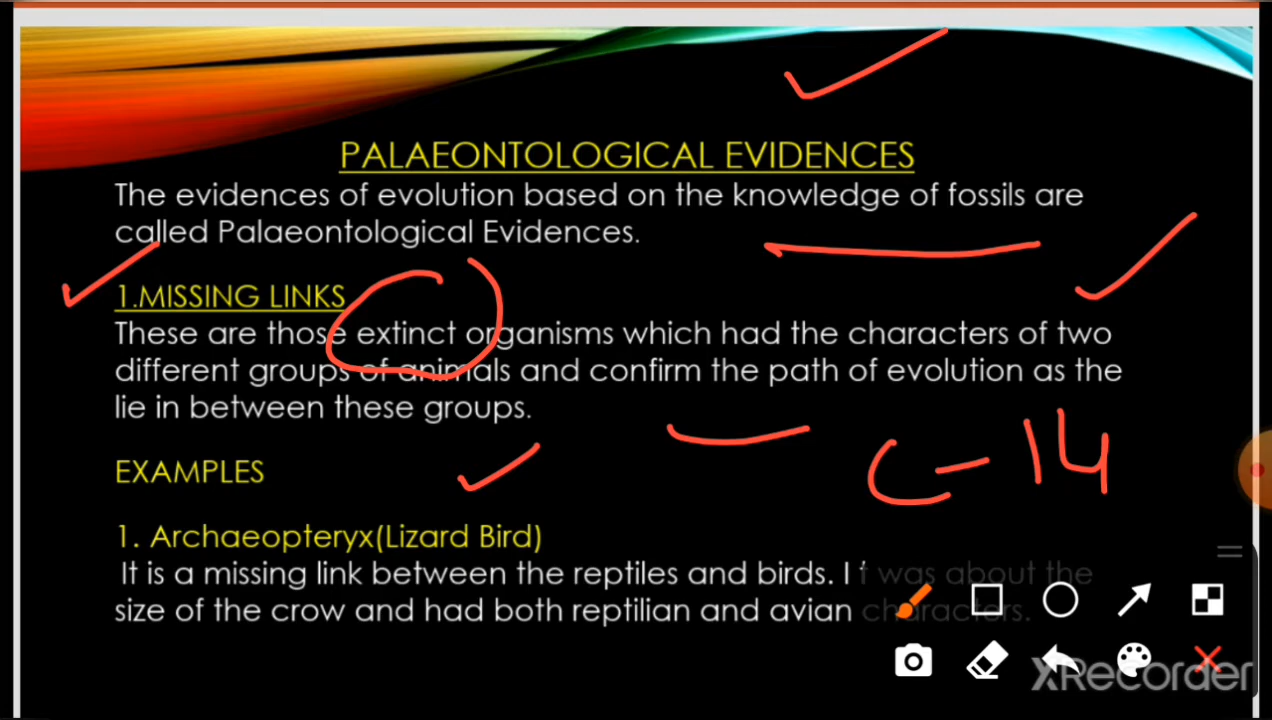 PALAEONTOLOGICAL EVIDENCES
The evidences of evolution based on the knowledge of fossils are
called Palaeontological Evidences.
1.MISSING LINKS
These are those extinct organisms which had the characters of two
different groups of animals and confirm the path of evolution as the
lie in between these groups.
C-14
EXAMPLES
1. Archaeopteryx(Lizard Bird)
It is a missing link between the reptiles and birds. I t was about the
size of the crow and had both reptilian and avian characters.
XRecorder